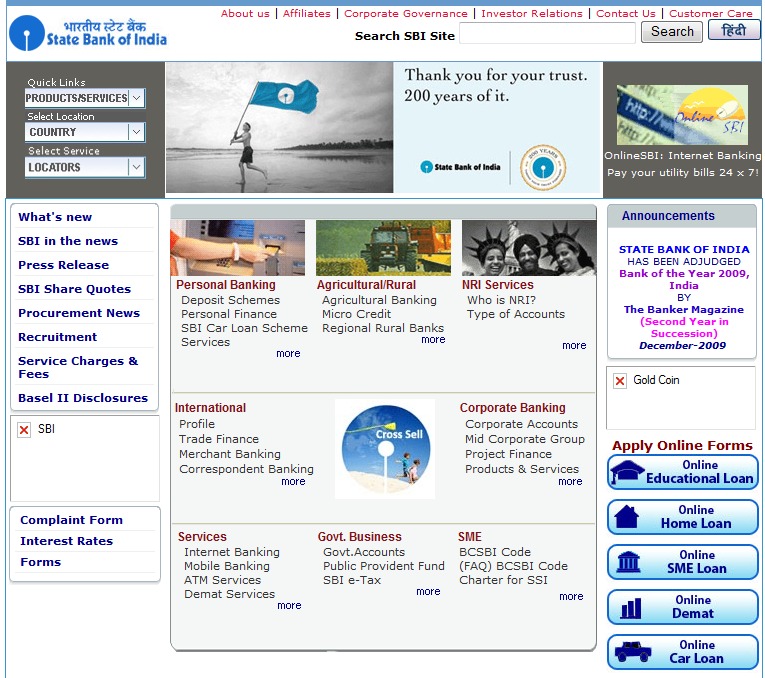 About us | Affiliates | Corporate Governance | Investor Relations | Contact Us | Customer Care
भारतीय स्टेट बैंक
State Bank of India
Search SBI Site
Search
हिंदी
Quick Links
PRODUCTS/SERVICES
Select Location
COUNTRY
Select Service
LOCATORS
Thank you for your trust.
200 years of it.
State Bank of India
200 YEARS
http://
http://w
Online
SBI
OnlineSBI: Internet Banking
Pay your utility bills 24 x 7!
What's new
SBI in the news
Press Release
SBI Share Quotes
Procurement News
Recruitment
Service Charges &
Fees
Basel II Disclosures
SBI
Complaint Form
Interest Rates
Forms
Personal Banking
Deposit Schemes
Personal Finance
SBI Car Loan Scheme
Services
more
Agricultural/Rural
Agricultural Banking
Micro Credit
Regional Rural Banks
more
NRI Services
Who is NRI?
Type of Accounts
more
International
Profile
Trade Finance
Merchant Banking
Correspondent Banking
more
Cross Sell
Corporate Banking
Corporate Accounts
Mid Corporate Group
Project Finance
Products & Services
more
Services
Internet Banking
Mobile Banking
ATM Services
Demat Services
more
Govt. Business
Govt.Accounts
Public Provident Fund
SBI e-Tax
more
SME
BCSBI Code
(FAQ) BCSBI Code
Charter for SSI
more
Announcements
STATE BANK OF INDIA
HAS BEEN ADJUDGED
Bank of the Year 2009,
India
BY
The Banker Magazine
(Second Year in
Succession)
December-2009
Gold Coin
Apply Online Forms
Online
Educational Loan
Online
Home Loan
Online
SME Loan
Online
Demat
Online
Car Loan